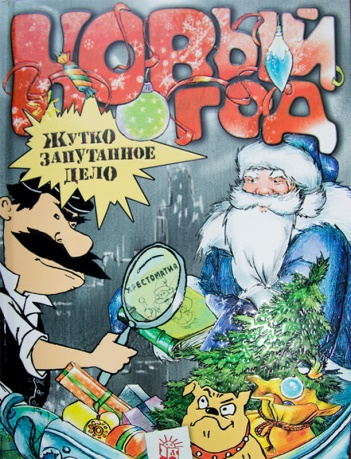 НОВЫЙ
ГОД
ЖУТКО
ЗАПУТАННОЕ
ДЕЛО
ХРЕСТОМАТИЯ